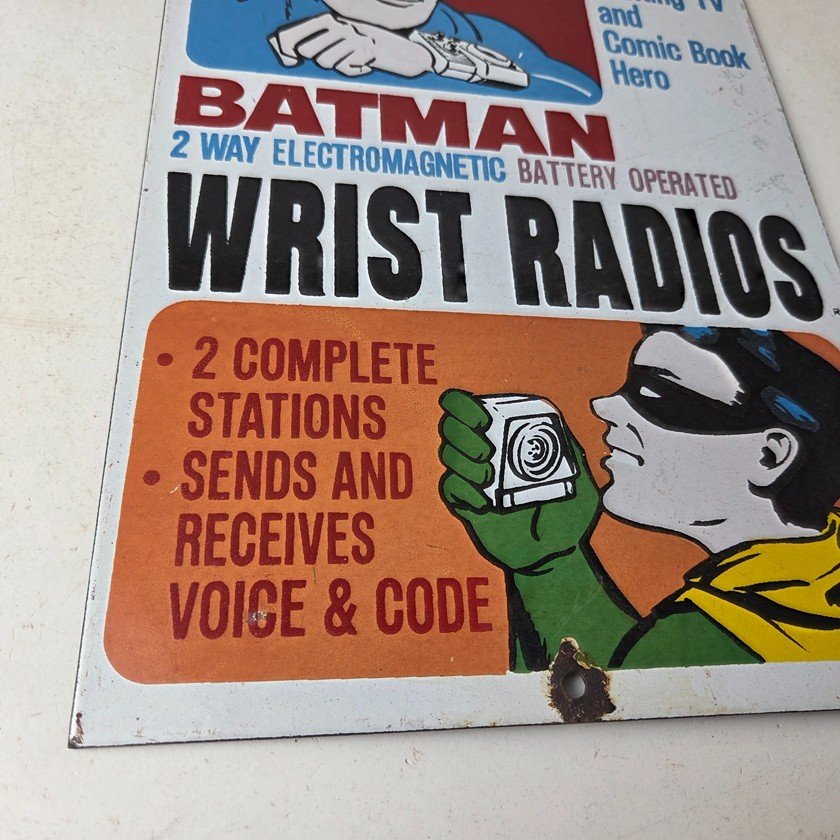 TV
and
Comic Book
Hero
BATMAN
2 WAY ELECTROMAGNETIC BATTERY OPERATED
WRIST RADIOS
• 2 COMPLETE
STATIONS
• SENDS AND
RECEIVES
VOICE & CODE